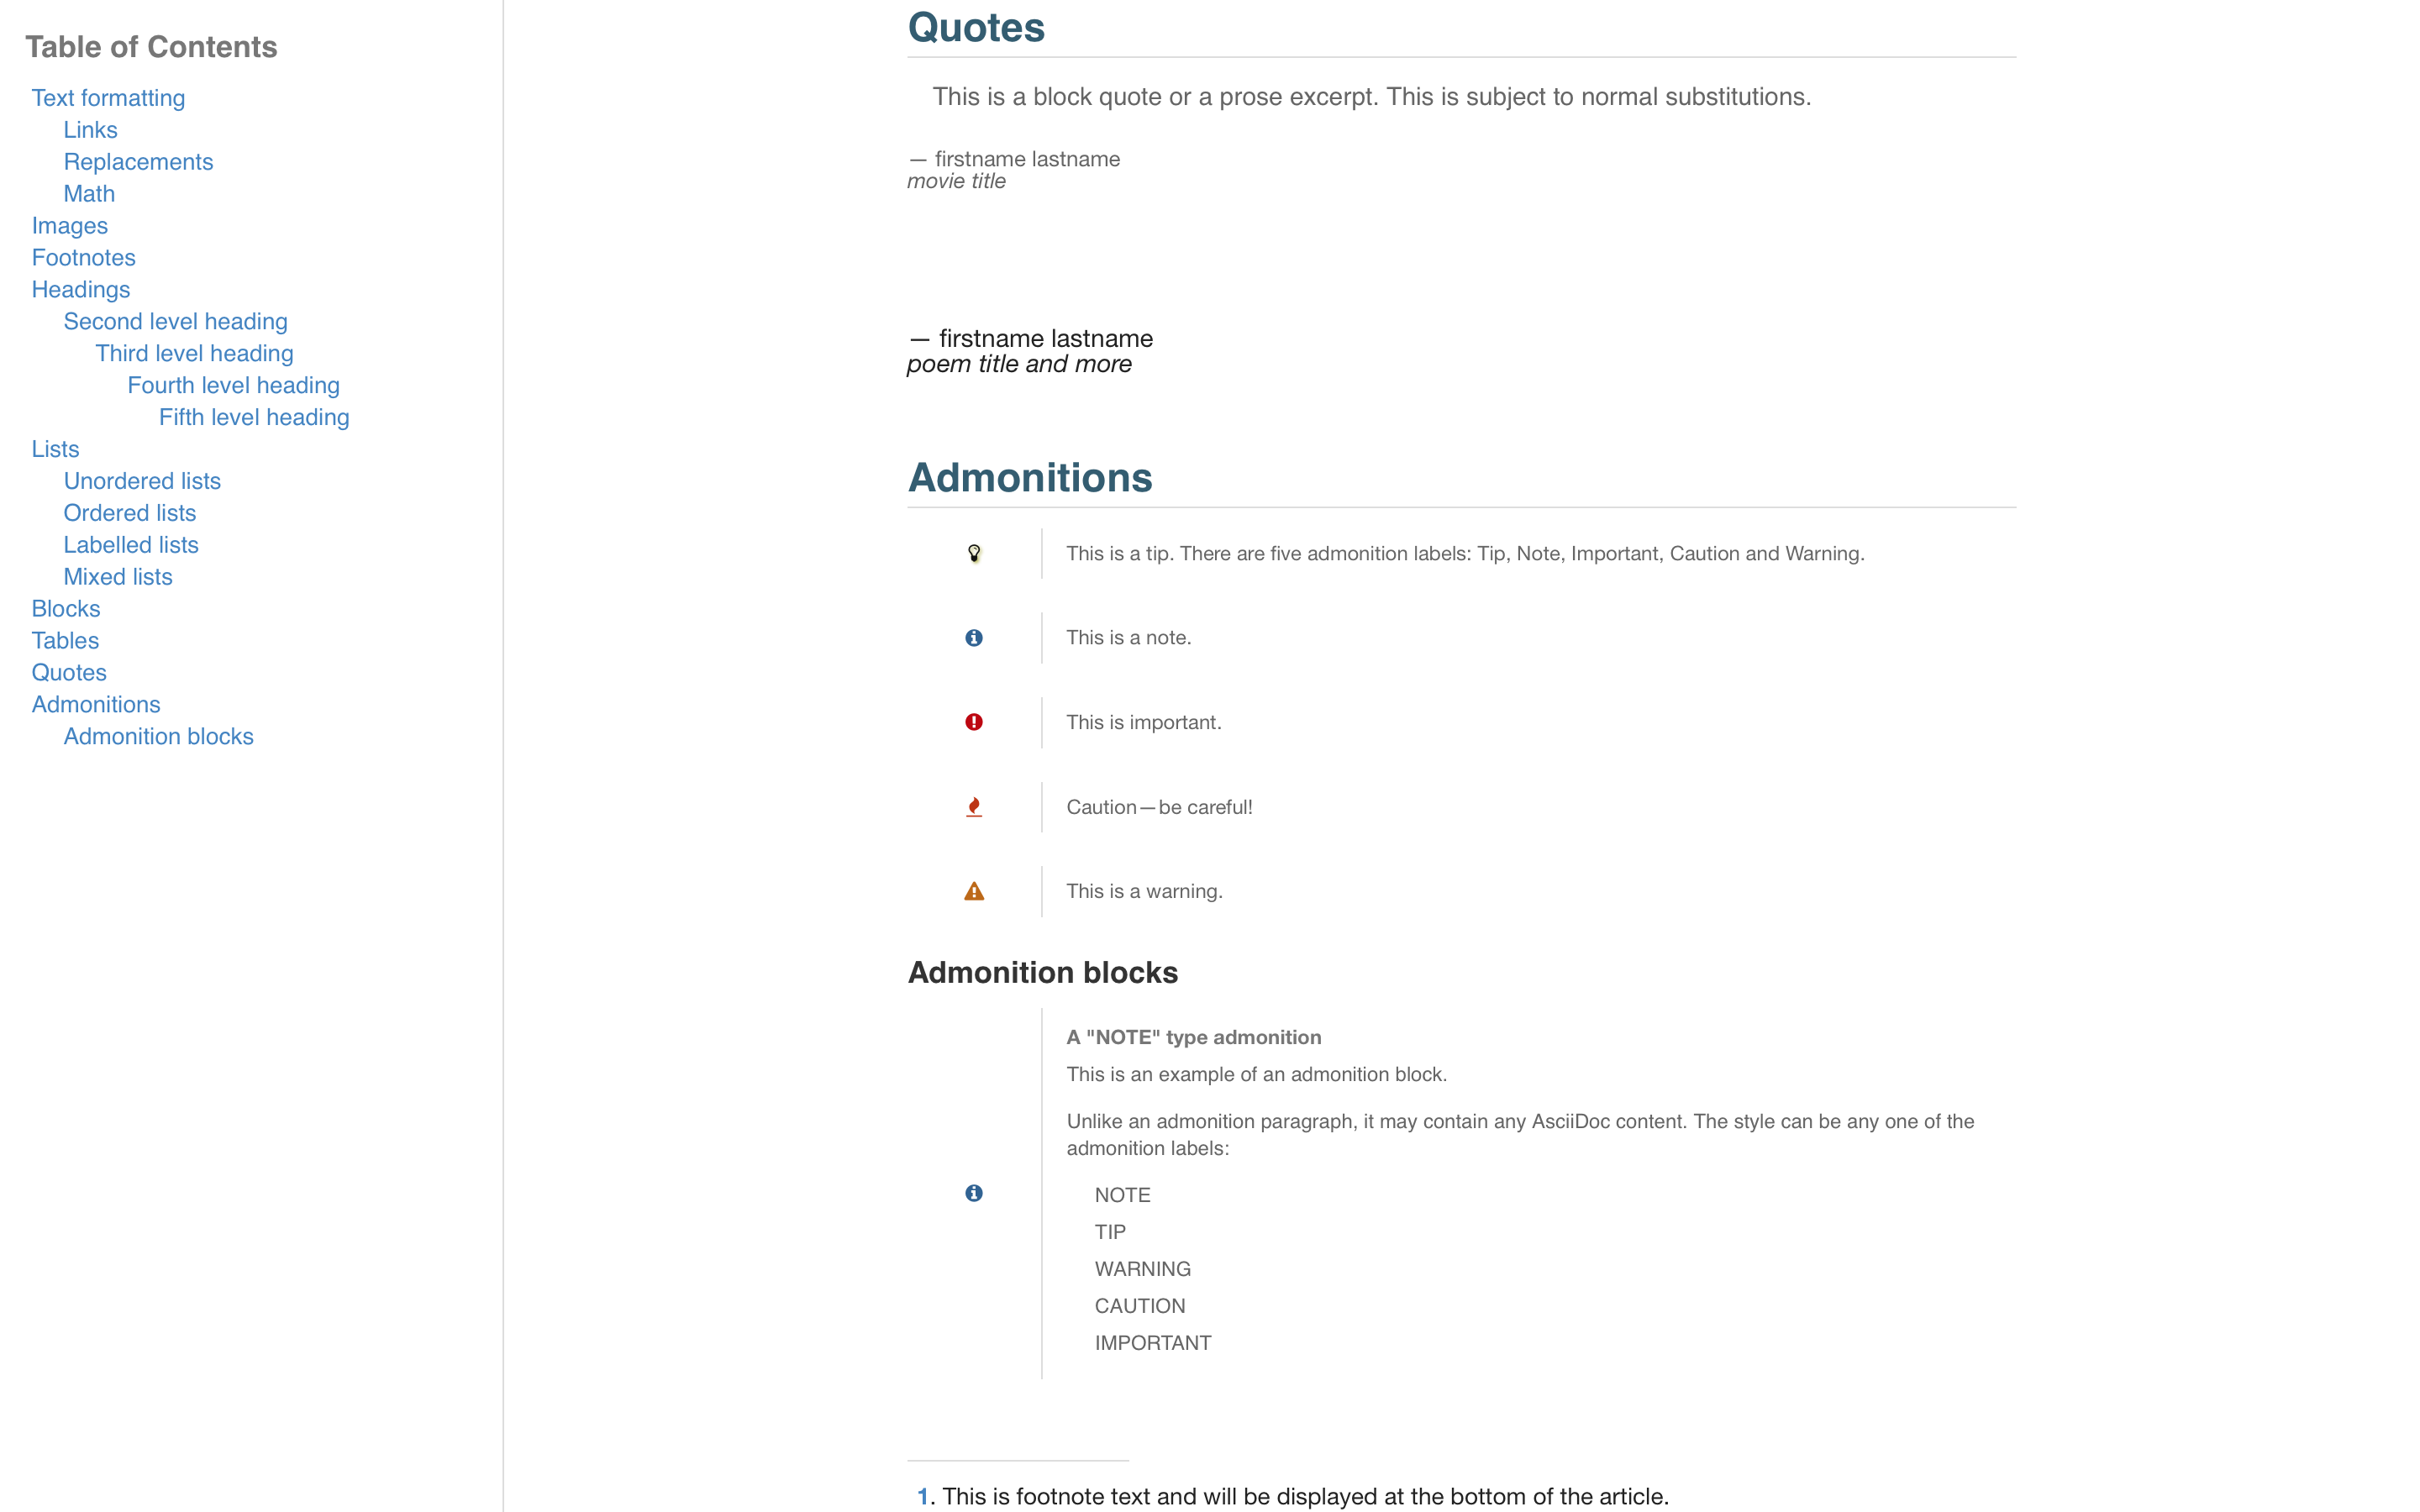 Table of Contents
Text formatting
Links
Replacements
Math
Images
Footnotes
Headings
Second level heading
Third level heading
Fourth level heading
Fifth level heading
Lists
Unordered lists
Ordered lists
Labelled lists
Mixed lists
Blocks
Tables
Quotes
Admonitions
Admonition blocks
Quotes
This is a block quote or a prose excerpt. This is subject to normal substitutions.
— firstname lastname
movie title
— firstname lastname
poem title and more
Admonitions
This is a tip. There are five admonition labels: Tip, Note, Important, Caution and Warning.
This is a note.
This is important.
Caution — be careful!
This is a warning.
Admonition blocks
A "NOTE" type admonition
This is an example of an admonition block.
Unlike an admonition paragraph, it may contain any AsciiDoc content. The style can be any one of the
admonition labels:
NOTE
TIP
WARNING
CAUTION
IMPORTANT
1. This is footnote text and will be displayed at the bottom of the article.